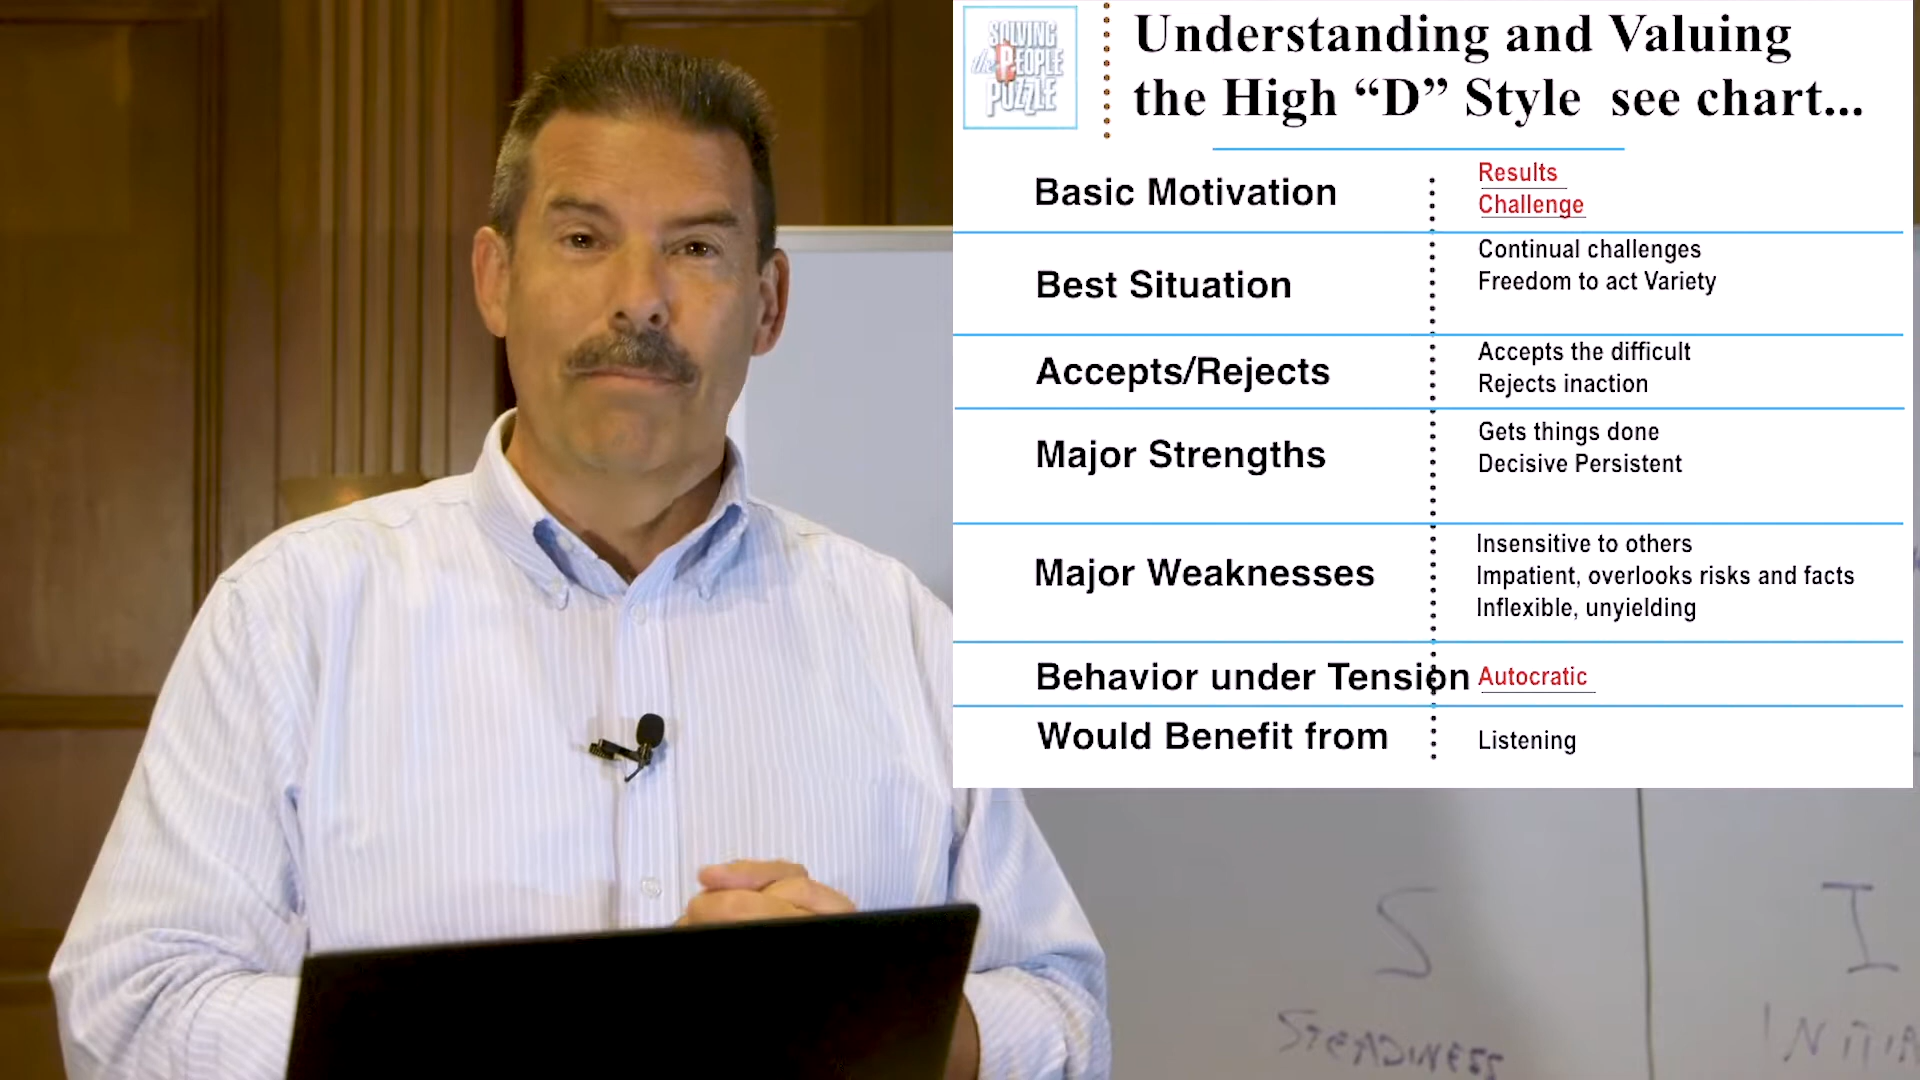 SOLVING
the PEOPLE
PUZZLE
Understanding and Valuing
the High “D” Style see chart...
Basic Motivation
Results
Challenge
Best Situation
Continual challenges
Freedom to act Variety
Accepts/Rejects
Accepts the difficult
Rejects inaction
Major Strengths
Gets things done
Decisive Persistent
Major Weaknesses
Insensitive to others
Impatient, overlooks risks and facts
Inflexible, unyielding
Behavior under Tension
Autocratic
Would Benefit from
Listening
S
I
STEADINESS